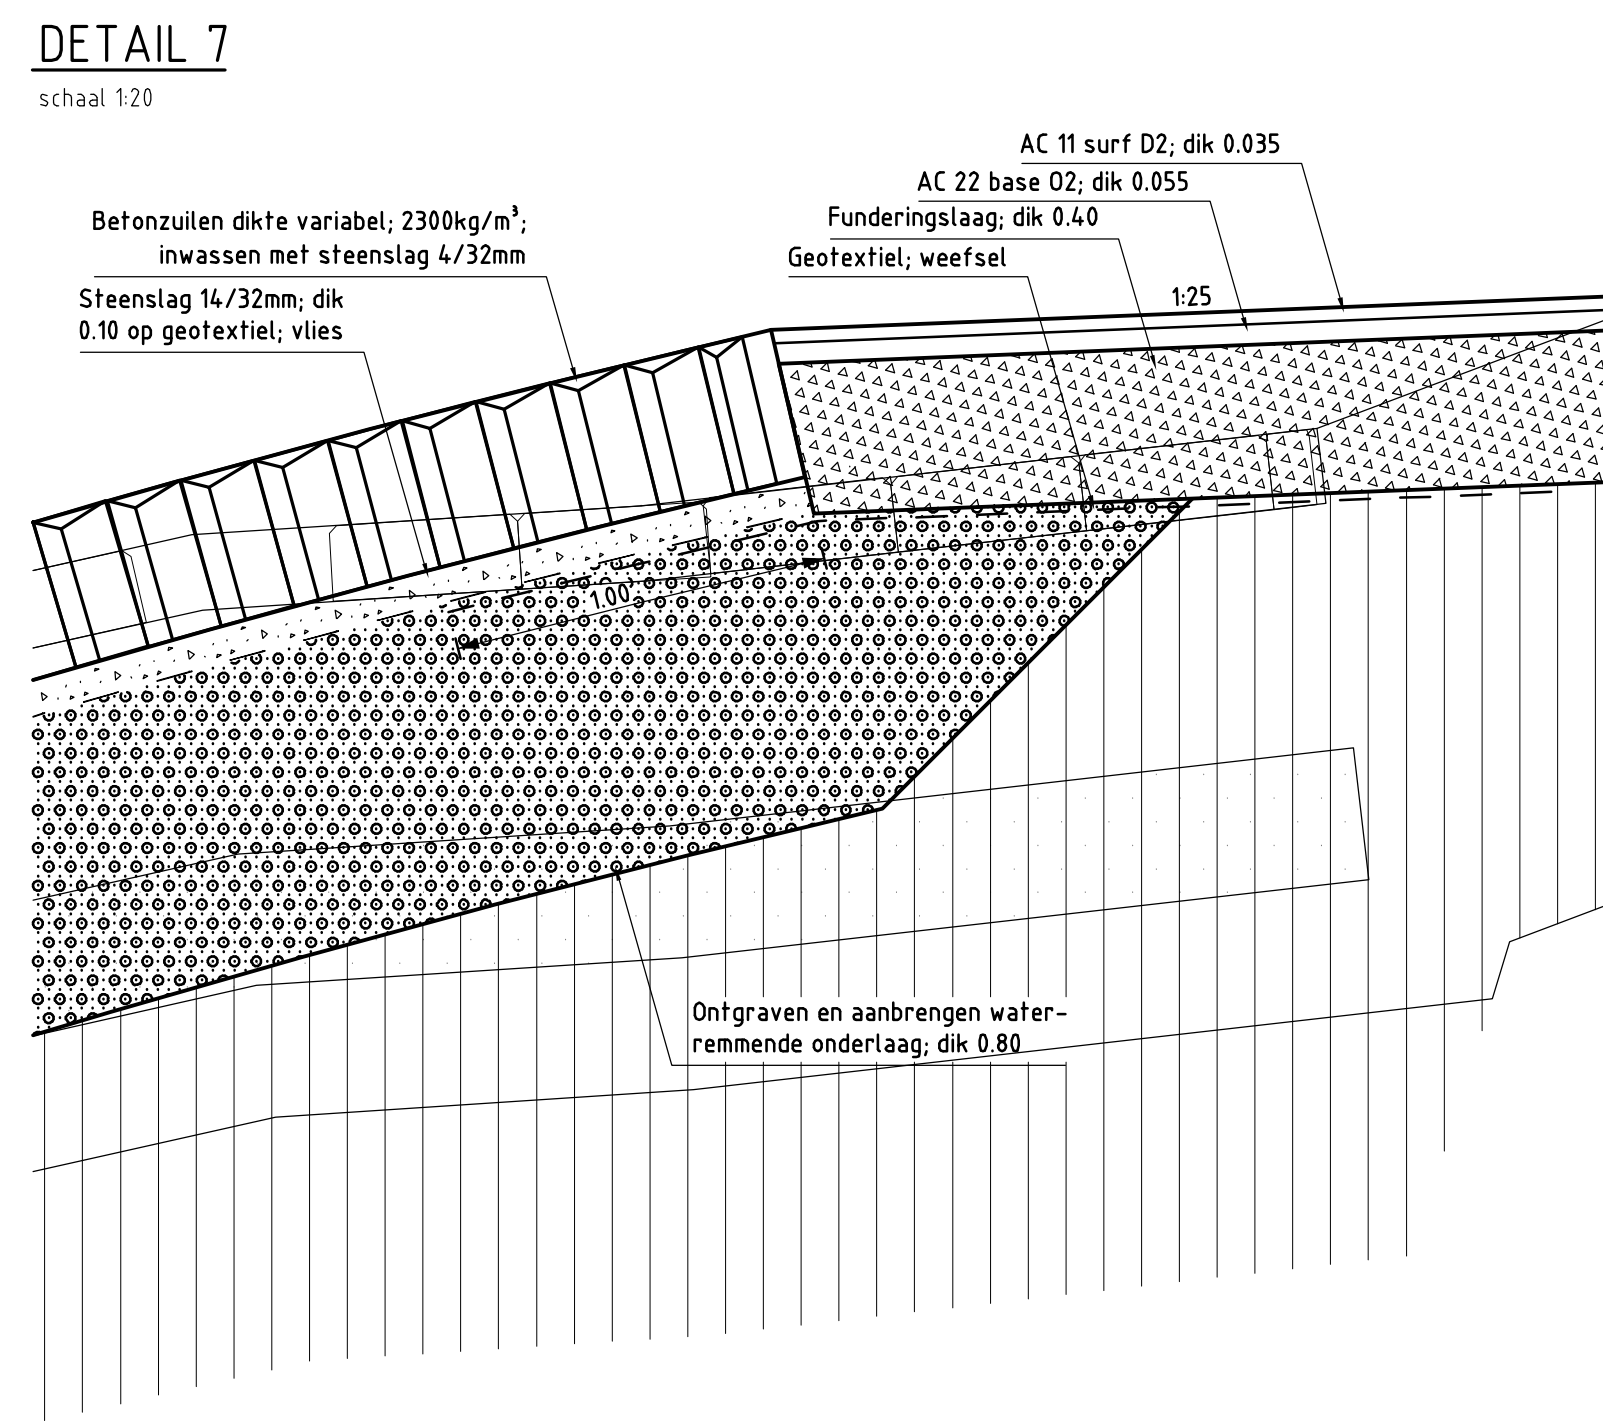 DETAIL 7
schaal 1:20
AC 11 surf D2; dik 0.035
AC 22 base O2; dik 0.055
Funderingslaag; dik 0.40
Geotextiel; weefsel
Betonzuilen dikte variabel; 2300kg/m³;
inwassen met steenslag 4/32mm
Steenslag 14/32mm; dik
0.10 op geotextiel; vlies
1:25
1.00
Ontgraven en aanbrengen water-
remmende onderlaag; dik 0.80